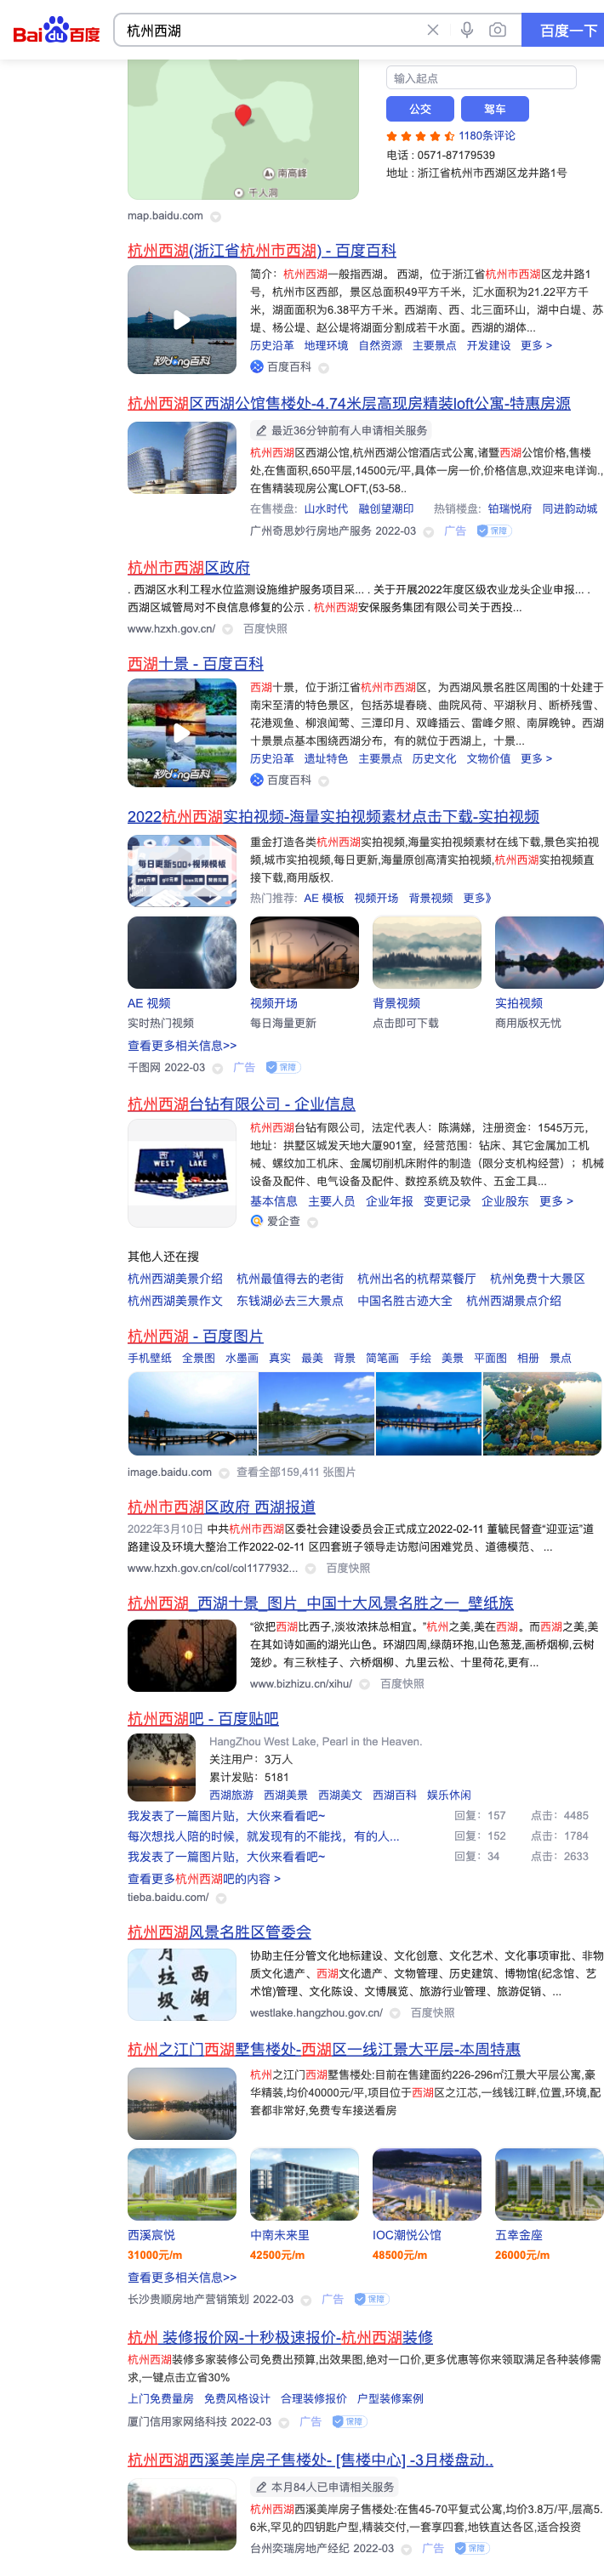 Bai du 百度
杭州西湖
百度一下
输入起点
公交 驾车
1180条评论
电话 : 0571-87179539
地址 : 浙江省杭州市西湖区龙井路1号
南高峰
千人洞
map.baidu.com
杭州西湖(浙江省杭州市西湖) - 百度百科
简介：杭州西湖一般指西湖。 西湖，位于浙江省杭州市西湖区龙井路1
号，杭州市区西部，景区总面积49平方千米，汇水面积为21.22平方千
米，湖面面积为6.38平方千米。西湖南、西、北三面环山，湖中白堤、苏
堤、杨公堤、赵公堤将湖面分割成若干水面。西湖的湖体...
秒dong百科
历史沿革 地理环境 自然资源 主要景点 开发建设 更多 >
百度百科
杭州西湖区西湖公馆售楼处-4.74米层高现房精装loft公寓-特惠房源
最近36分钟前有人申请相关服务
杭州西湖区西湖公馆,杭州西湖公馆酒店式公寓,诸暨西湖公馆价格,售楼
处,在售面积,650平层,14500元/平,具体一房一价,价格信息,欢迎来电详询.,
在售精装现房公寓LOFT,(53-58..
在售楼盘: 山水时代 融创望潮印 热销楼盘: 铂瑞悦府 同进韵动城
广州奇思妙行房地产服务 2022-03 广告 保障
杭州市西湖区政府
. 西湖区水利工程水位监测设施维护服务项目采... . 关于开展2022年度区级农业龙头企业申报... .
西湖区城管局对不良信息修复的公示 . 杭州西湖安保服务集团有限公司关于西投...
www.hzxh.gov.cn/ 百度快照
西湖十景 - 百度百科
西湖十景，位于浙江省杭州市西湖区，为西湖风景名胜区周围的十处建于
南宋至清的特色景区，包括苏堤春晓、曲院风荷、平湖秋月、断桥残雪、
花港观鱼、柳浪闻莺、三潭印月、双峰插云、雷峰夕照、南屏晚钟。西湖
十景景点基本围绕西湖分布，有的就位于西湖上，十景...
秒dong百科
历史沿革 遗址特色 主要景点 历史文化 文物价值 更多 >
百度百科
2022杭州西湖实拍视频-海量实拍视频素材点击下载-实拍视频
每日更新500+视频模板
png元素 gif元素 icon元素 特效元素
重金打造各类杭州西湖实拍视频,海量实拍视频素材在线下载,景色实拍视
频,城市实拍视频,每日更新,海量原创高清实拍视频,杭州西湖实拍视频直
接下载,商用版权.
热门推荐: AE 模板 视频开场 背景视频 更多》
AE 视频 视频开场 背景视频 实拍视频
实时热门视频 每日海量更新 点击即可下载 商用版权无忧
查看更多相关信息>>
千图网 2022-03 广告 保障
杭州西湖台钻有限公司 - 企业信息
西 湖
WEST LAKE
杭州西湖台钻有限公司，法定代表人：陈满娣，注册资金：1545万元，
地址：拱墅区城发天地大厦901室，经营范围：钻床、其它金属加工机
械、螺纹加工机床、金属切削机床附件的制造（限分支机构经营）；机械
设备及配件、电气设备及配件、数控系统及软件、五金工具...
基本信息 主要人员 企业年报 变更记录 企业股东 更多 >
爱企查
其他人还在搜
杭州西湖美景介绍 杭州最值得去的老街 杭州出名的杭帮菜餐厅 杭州免费十大景区
杭州西湖美景作文 东钱湖必去三大景点 中国名胜古迹大全 杭州西湖景点介绍
杭州西湖 - 百度图片
手机壁纸 全景图 水墨画 真实 最美 背景 简笔画 手绘 美景 平面图 相册 景点
image.baidu.com 查看全部159,411 张图片
杭州市西湖区政府 西湖报道
2022年3月10日 中共杭州市西湖区委社会建设委员会正式成立2022-02-11 董毓民督查“迎亚运”道
路建设及环境大整治工作2022-02-11 区四套班子领导走访慰问困难党员、道德模范、 ...
www.hzxh.gov.cn/col/col1177932... 百度快照
杭州西湖_西湖十景_图片_中国十大风景名胜之一_壁纸族
“欲把西湖比西子,淡妆浓抹总相宜。”杭州之美,美在西湖。而西湖之美,美
在其如诗如画的湖光山色。环湖四周,绿荫环抱,山色葱茏,画桥烟柳,云树
笼纱。有三秋桂子、六桥烟柳、九里云松、十里荷花,更有...
www.bizhizu.cn/xihu/ 百度快照
杭州西湖吧 - 百度贴吧
HangZhou West Lake, Pearl in the Heaven.
关注用户：3万人
累计发贴：5181
西湖旅游 西湖美景 西湖美文 西湖百科 娱乐休闲
我发表了一篇图片贴，大伙来看看吧~ 回复：157 点击：4485
每次想找人陪的时候，就发现有的不能找，有的人... 回复：152 点击：1784
我发表了一篇图片贴，大伙来看看吧~ 回复：34 点击：2633
查看更多杭州西湖吧的内容 >
tieba.baidu.com/
杭州西湖风景名胜区管委会
协助主任分管文化地标建设、文化创意、文化艺术、文化事项审批、非物
质文化遗产、西湖文化遗产、文物管理、历史建筑、博物馆(纪念馆、艺
术馆)管理、文化陈设、文博展览、旅游行业管理、旅游促销、...
westlake.hangzhou.gov.cn/ 百度快照
杭州之江门西湖墅售楼处-西湖区一线江景大平层-本周特惠
杭州之江门西湖墅售楼处:目前在售建面约226-296㎡江景大平层公寓,豪
华精装,均价40000元/平,项目位于西湖区之江芯,一线钱江畔,位置,环境,配
套都非常好,免费专车接送看房
西溪宸悦 中南未来里 IOC潮悦公馆 五幸金座
31000元/m 42500元/m 48500元/m 26000元/m
查看更多相关信息>>
长沙贵顺房地产营销策划 2022-03 广告 保障
杭州 装修报价网-十秒极速报价-杭州西湖装修
杭州西湖装修多家装修公司免费出预算,出效果图,绝对一口价,更多优惠等你来领取满足各种装修需
求,一键点击立省30%
上门免费量房 免费风格设计 合理装修报价 户型装修案例
厦门信用家网络科技 2022-03 广告 保障
杭州西湖西溪美岸房子售楼处- [售楼中心] -3月楼盘动..
本月84人已申请相关服务
杭州西湖西溪美岸房子售楼处:在售45-70平复式公寓,均价3.8万/平,层高5.
6米,罕见的四钥匙户型,精装交付,一套享四套,地铁直达各区,适合投资
台州奕瑞房地产经纪 2022-03 广告 保障